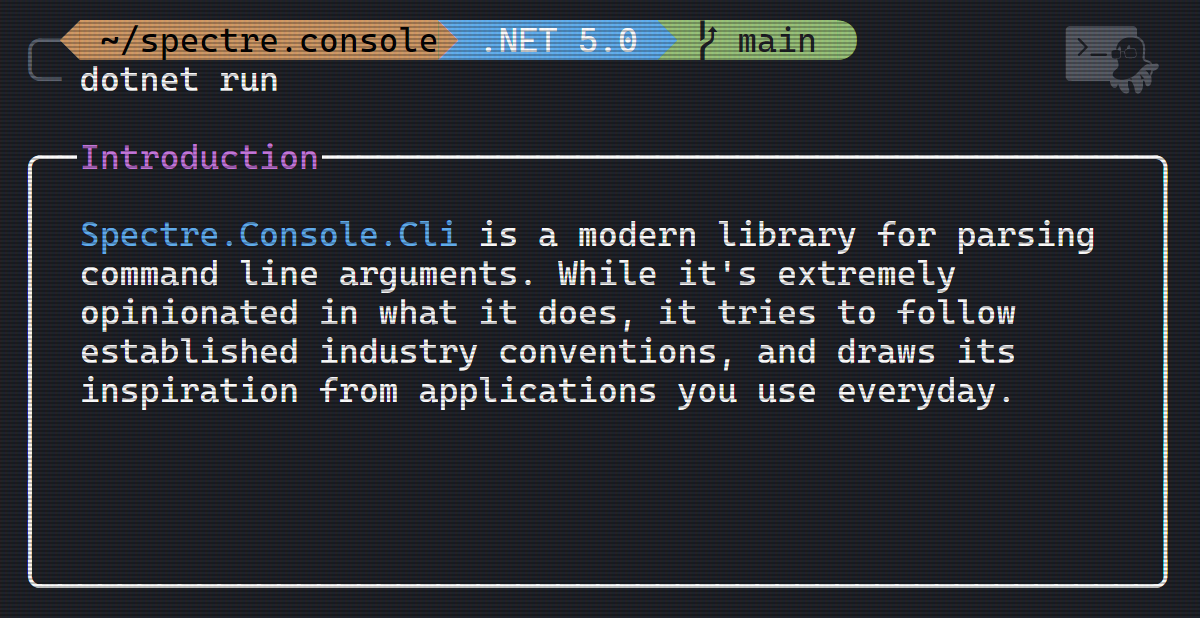 ~/spectre.console .NET 5.0 main
dotnet run
Introduction
Spectre.Console.Cli is a modern library for parsing
command line arguments. While it's extremely
opinionated in what it does, it tries to follow
established industry conventions, and draws its
inspiration from applications you use everyday.